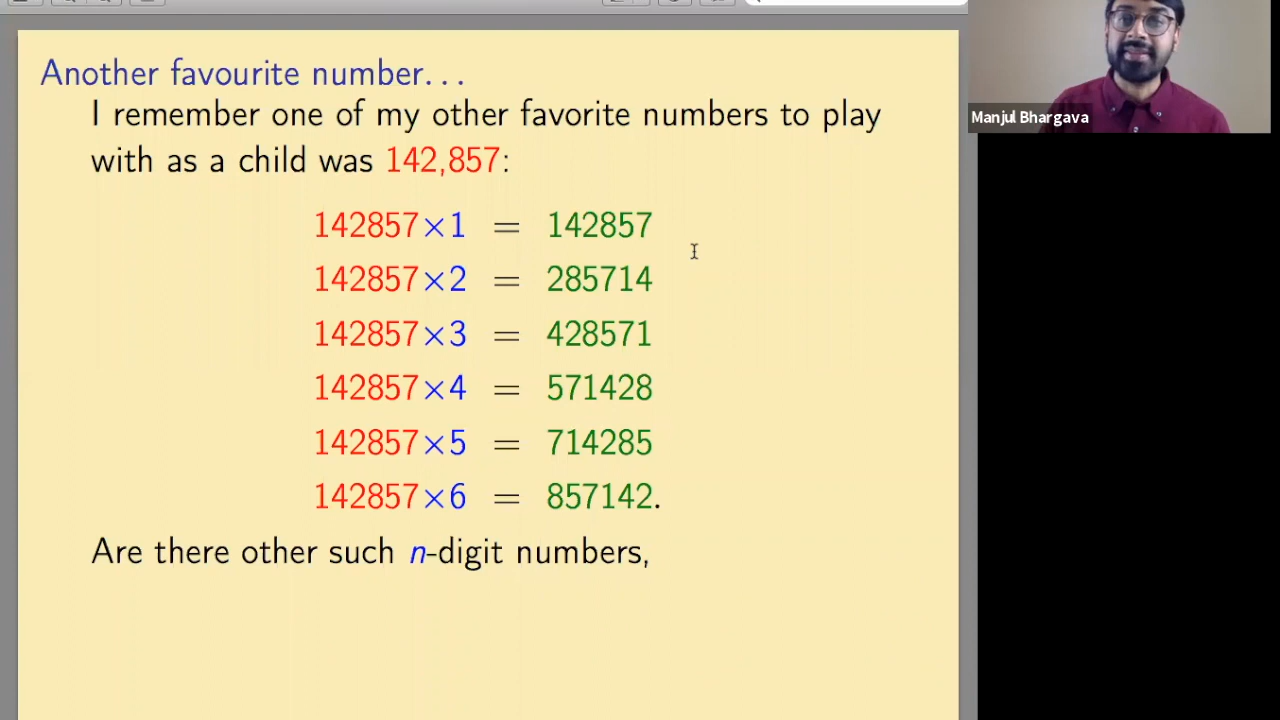 Another favourite number...
I remember one of my other favorite numbers to play
with as a child was 142,857:
142857×1 = 142857
142857×2 = 285714
142857×3 = 428571
142857×4 = 571428
142857×5 = 714285
142857×6 = 857142.
Are there other such n-digit numbers,
Manjul Bhargava